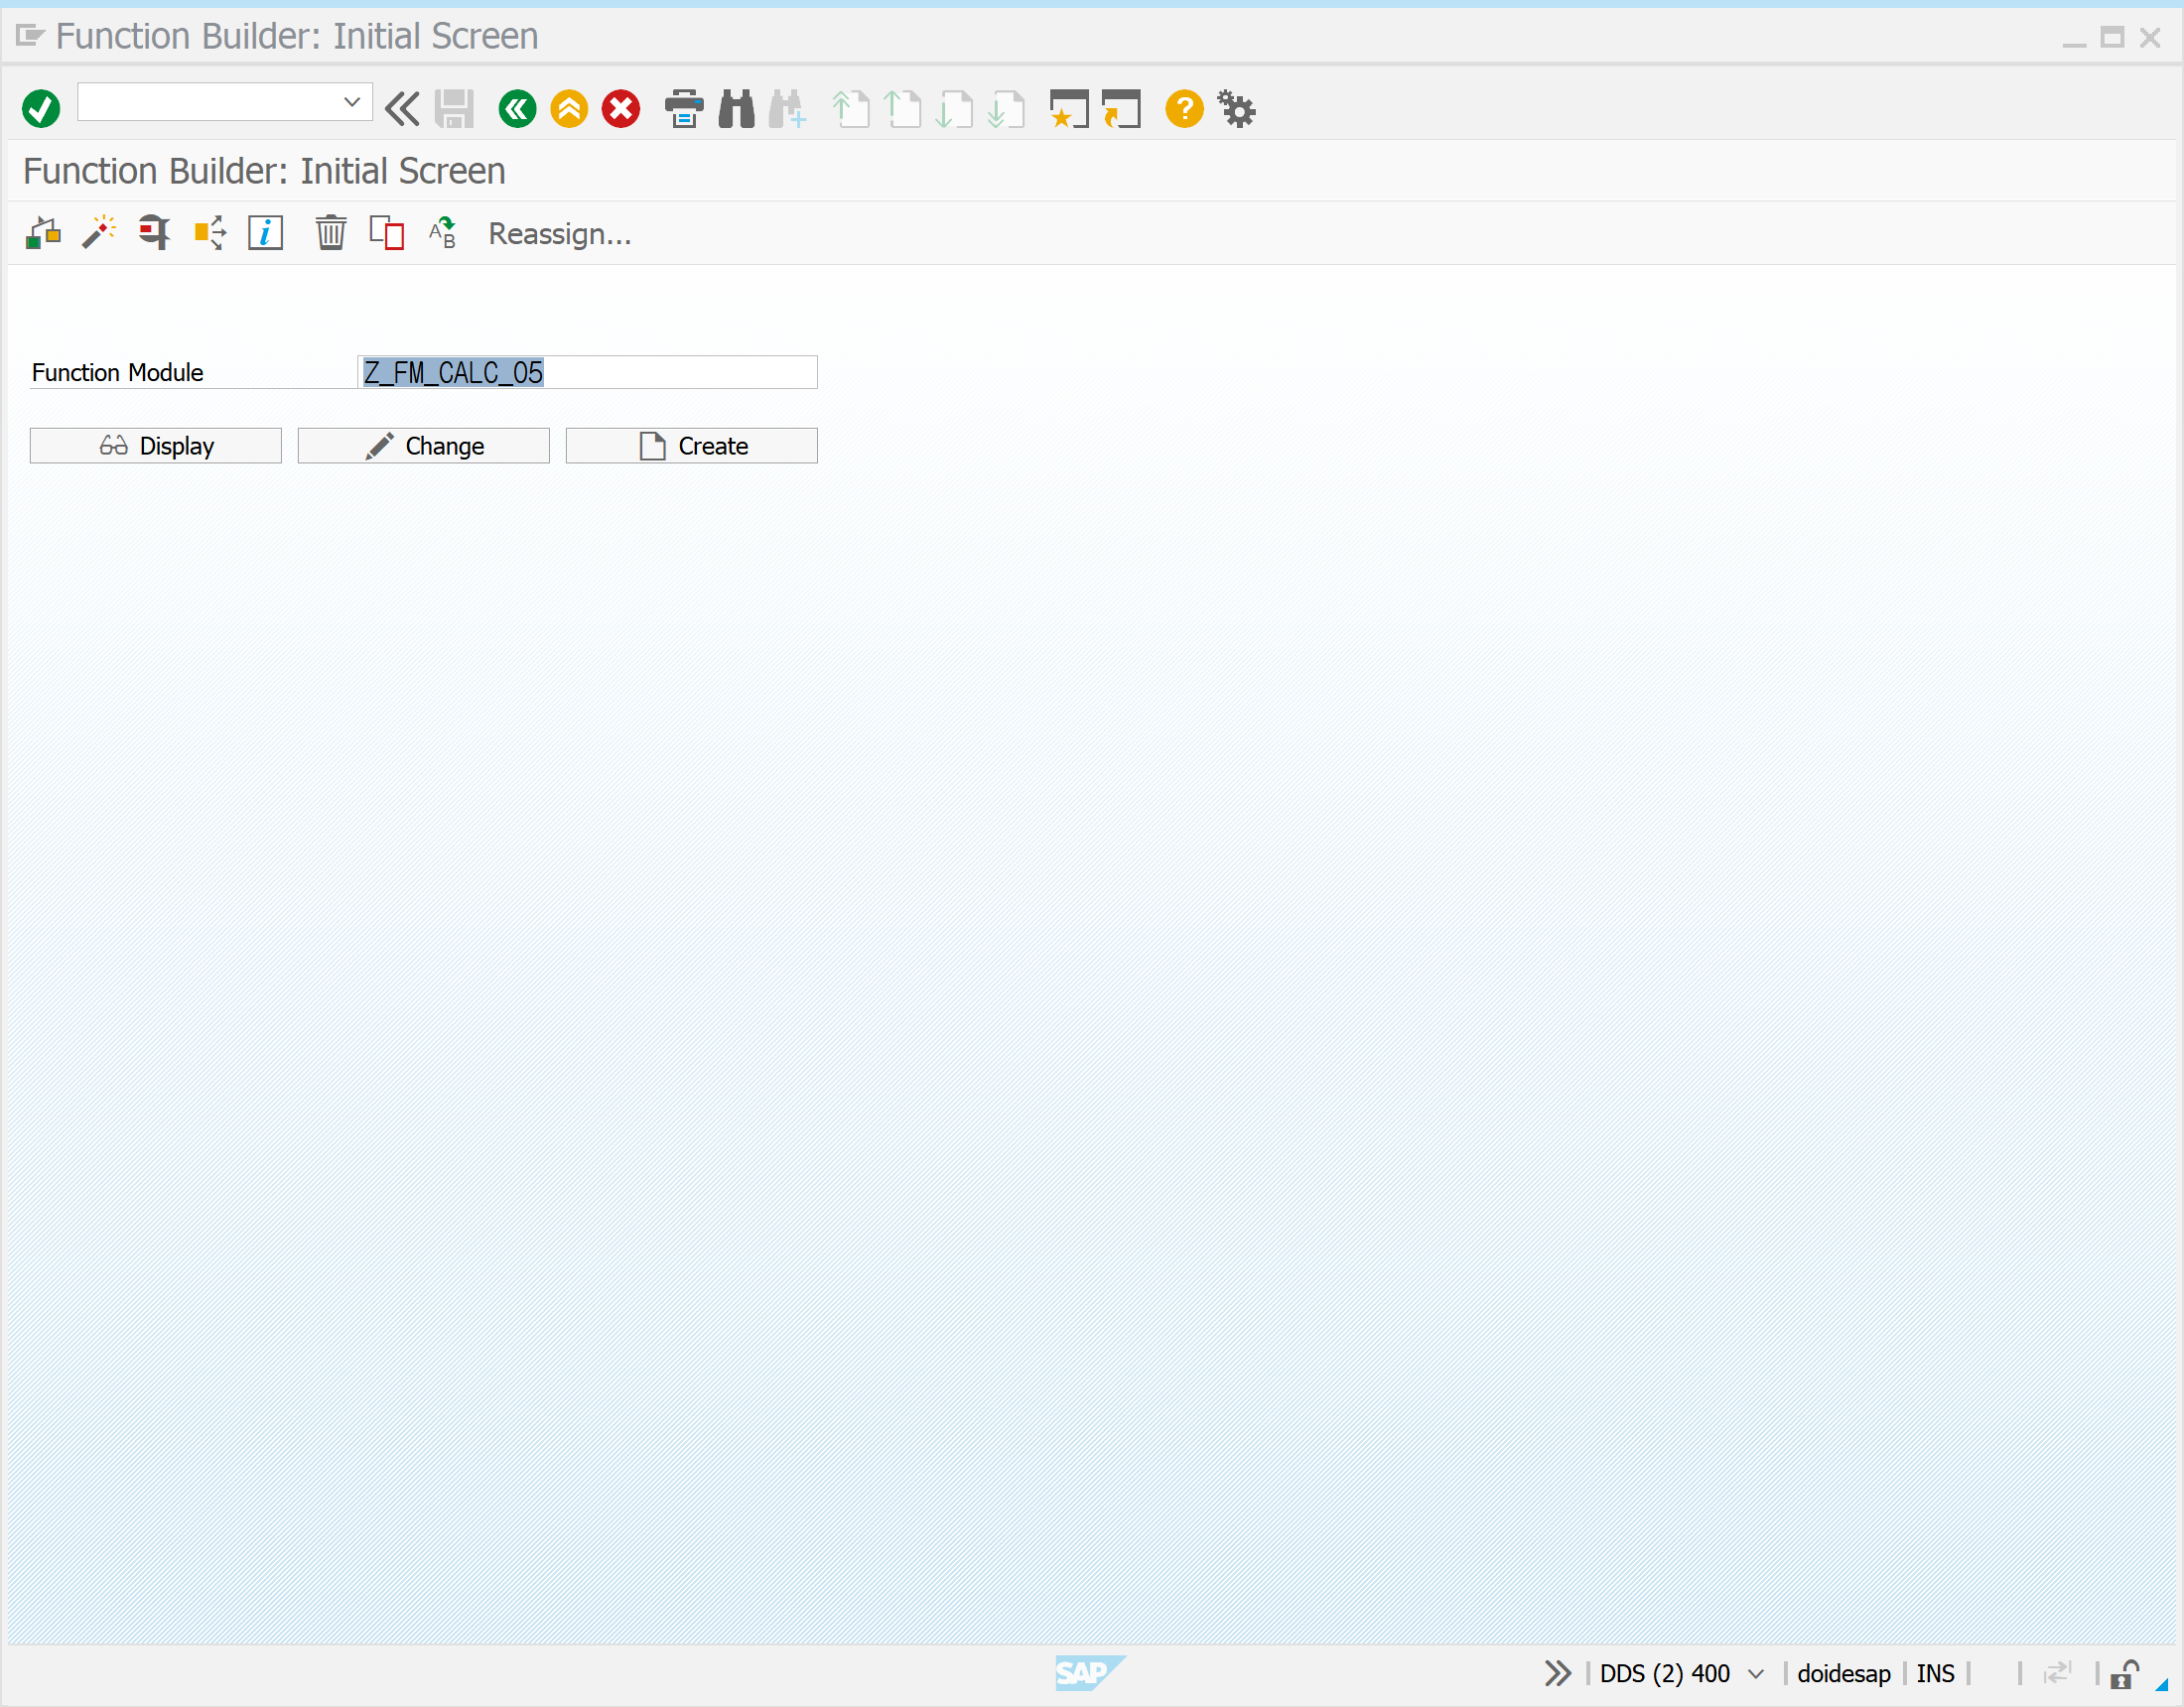 Function Builder: Initial Screen
Function Builder: Initial Screen
Reassign...
Function Module Z_FM_CALC_05
Display Change Create
SAP DDS (2) 400 doidesap INS